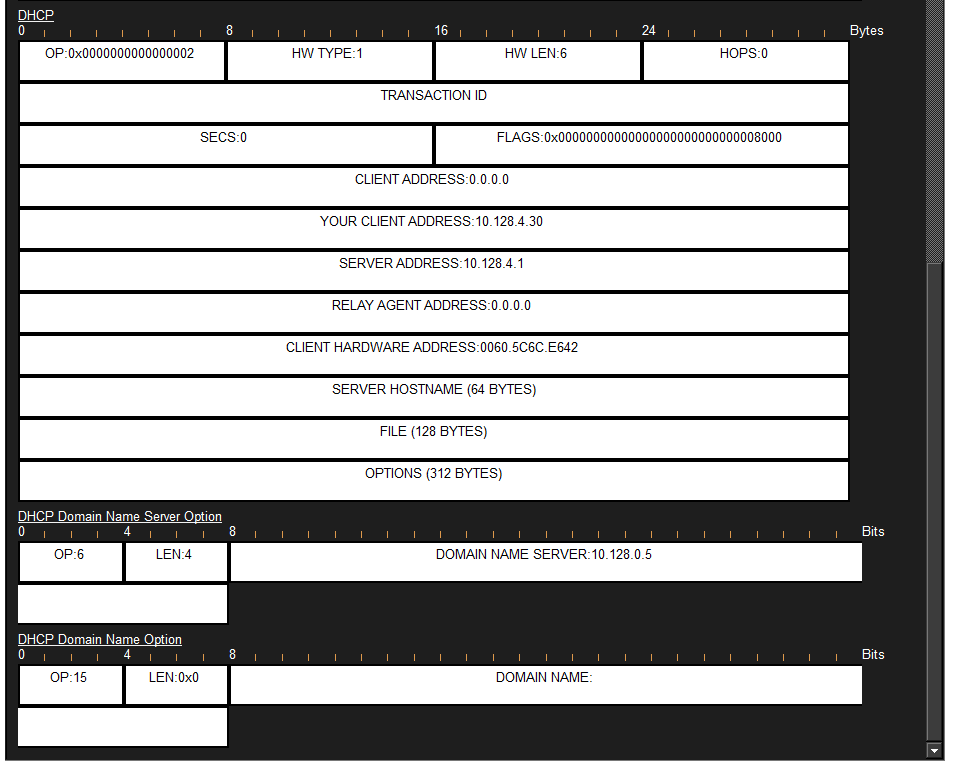 DHCP
0 8 16 24 Bytes
OP:0x0000000000000002 HW TYPE:1 HW LEN:6 HOPS:0
TRANSACTION ID
SECS:0 FLAGS:0x00000000000000000000000000008000
CLIENT ADDRESS:0.0.0.0
YOUR CLIENT ADDRESS:10.128.4.30
SERVER ADDRESS:10.128.4.1
RELAY AGENT ADDRESS:0.0.0.0
CLIENT HARDWARE ADDRESS:0060.5C6C.E642
SERVER HOSTNAME (64 BYTES)
FILE (128 BYTES)
OPTIONS (312 BYTES)
DHCP Domain Name Server Option
0 4 8 Bits
OP:6 LEN:4 DOMAIN NAME SERVER:10.128.0.5
DHCP Domain Name Option
0 4 8 Bits
OP:15 LEN:0x0 DOMAIN NAME: